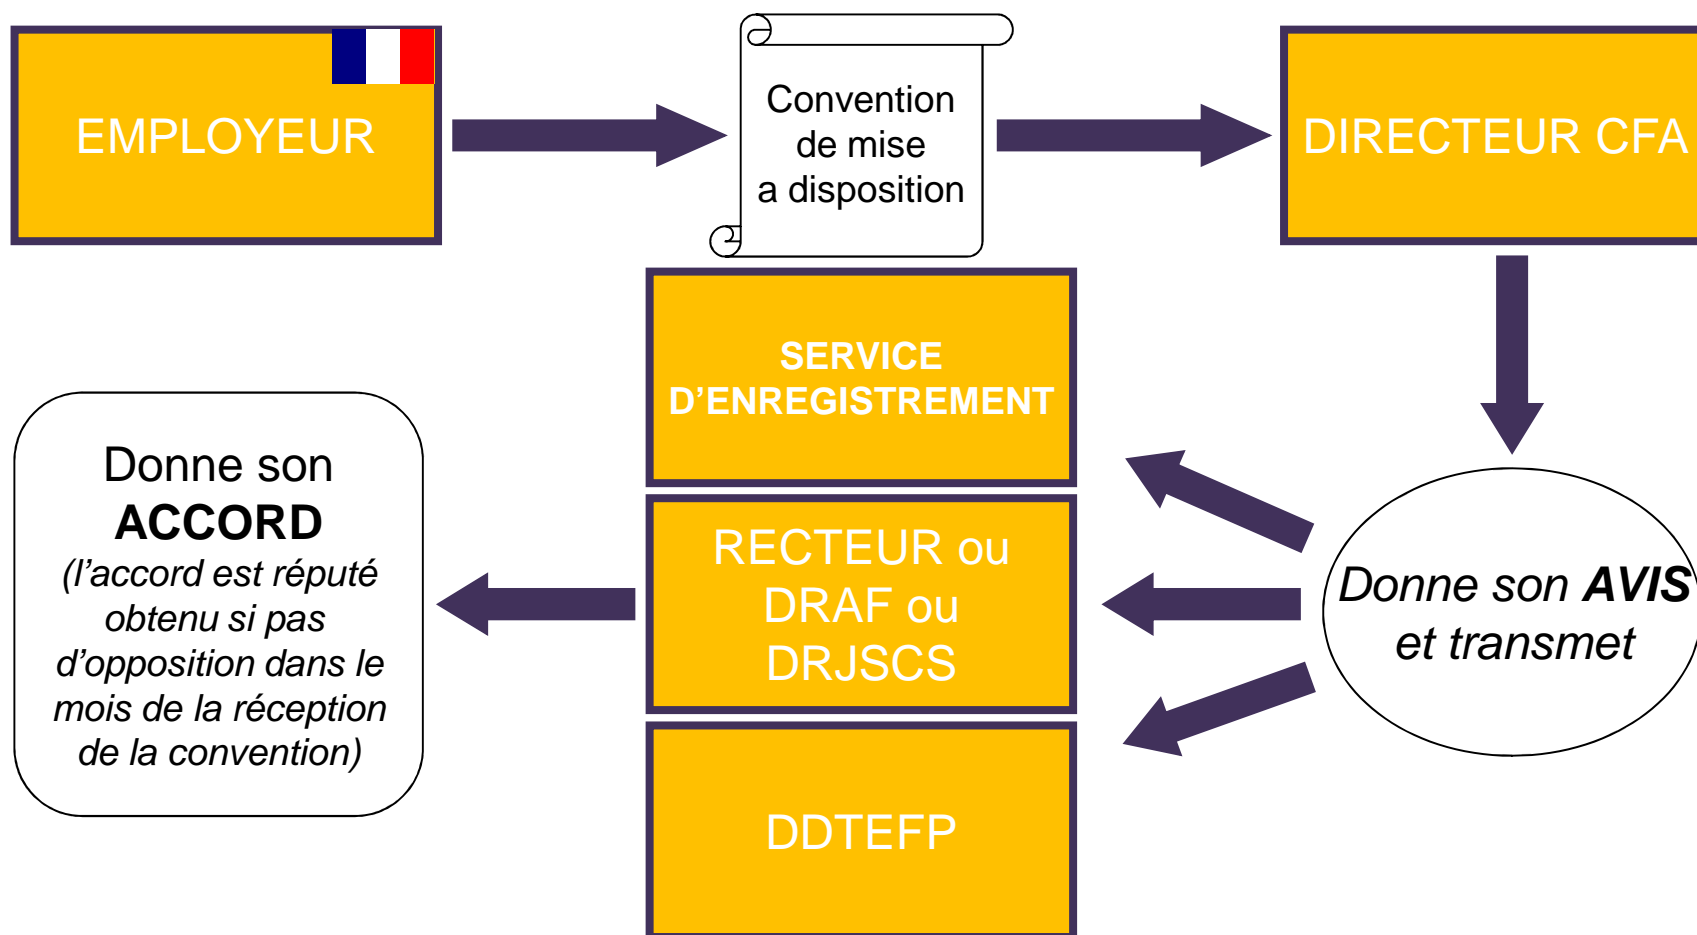 EMPLOYEUR
Convention
de mise
a disposition
DIRECTEUR CFA
SERVICE
D’ENREGISTREMENT
Donne son
ACCORD
(l’accord est réputé
obtenu si pas
d’opposition dans le
mois de la réception
de la convention)
RECTEUR ou
DRAF ou
DRJSCS
Donne son AVIS
et transmet
DDTEFP